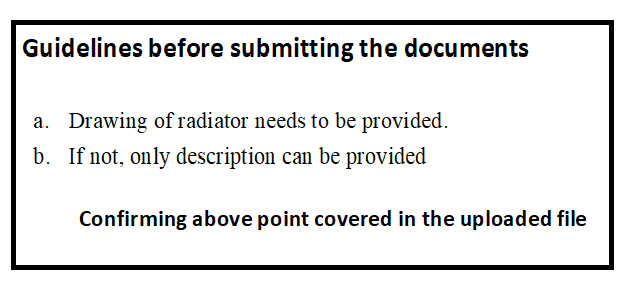 Guidelines before submitting the documents
a. Drawing of radiator needs to be provided.
b. If not, only description can be provided
Confirming above point covered in the uploaded file